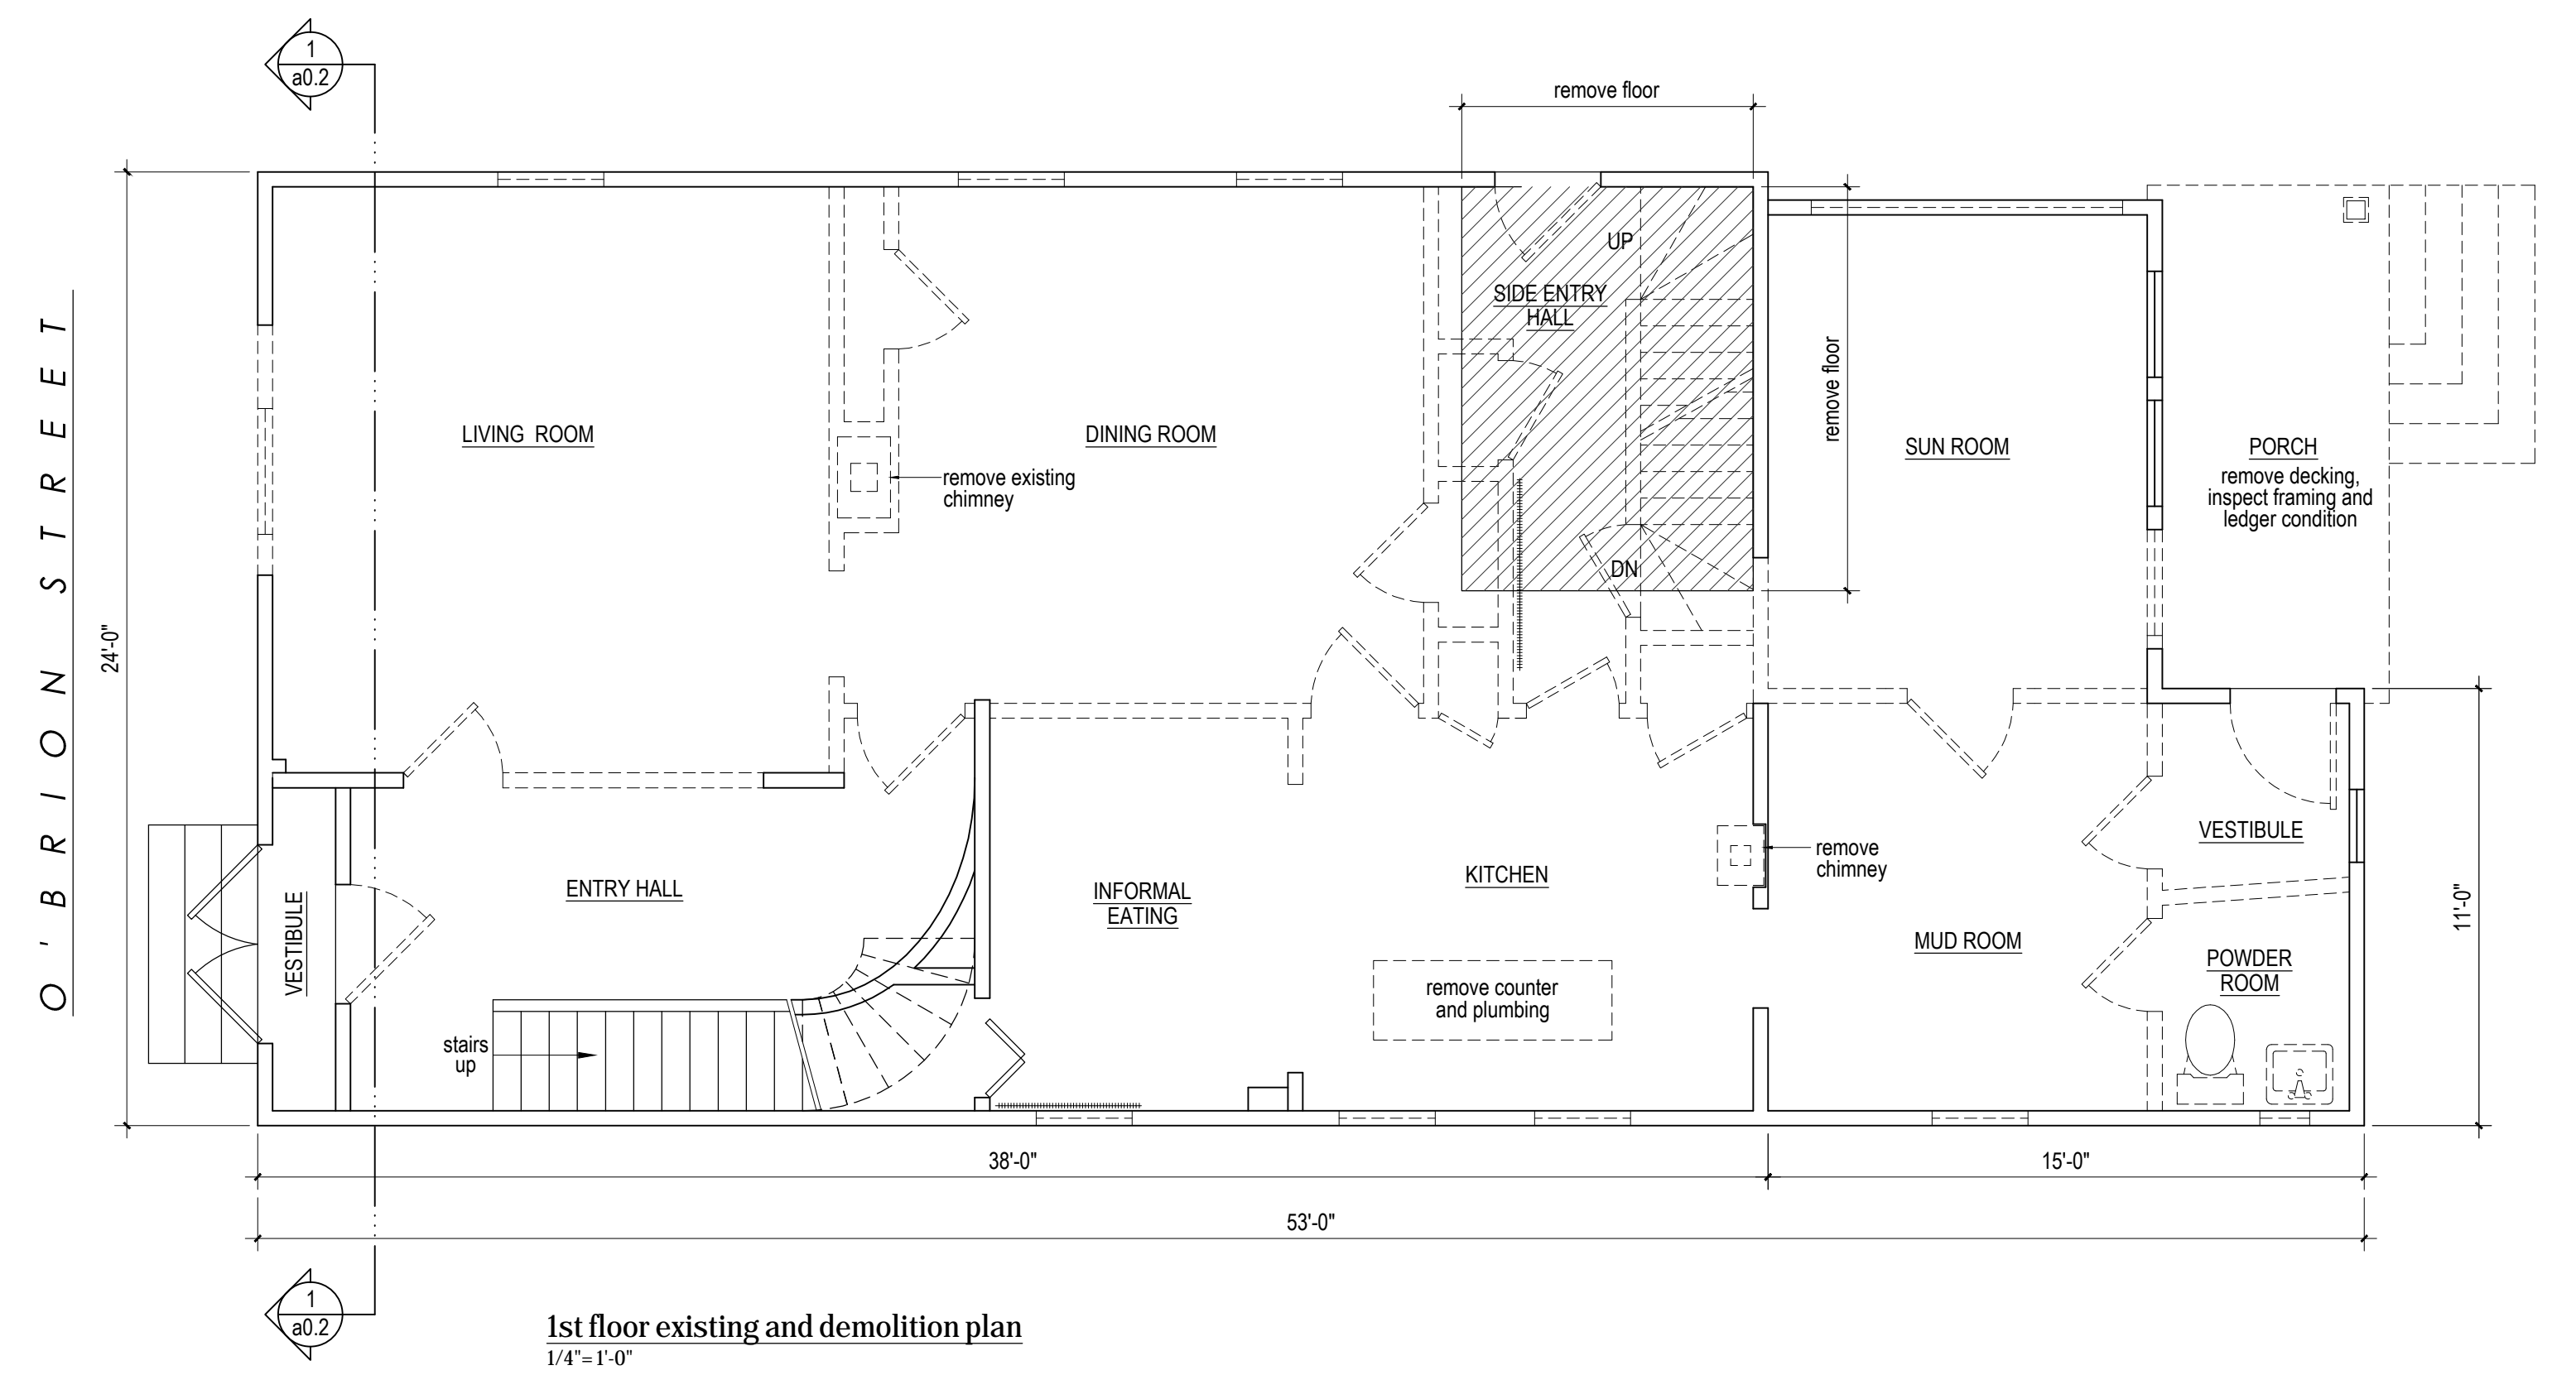 1
a0.2
remove floor
UP
SIDE ENTRY
HALL
remove floor
LIVING ROOM
DINING ROOM
SUN ROOM
PORCH
remove decking,
inspect framing and
ledger condition
remove existing
chimney
DN
O'BRION STREET
24'-0"
VESTIBULE
ENTRY HALL
INFORMAL
EATING
KITCHEN
remove
chimney
VESTIBULE
11'-0"
MUD ROOM
POWDER
ROOM
remove counter
and plumbing
stairs
up
38'-0"
15'-0"
53'-0"
1
a0.2
1st floor existing and demolition plan
1/4"=1'-0"